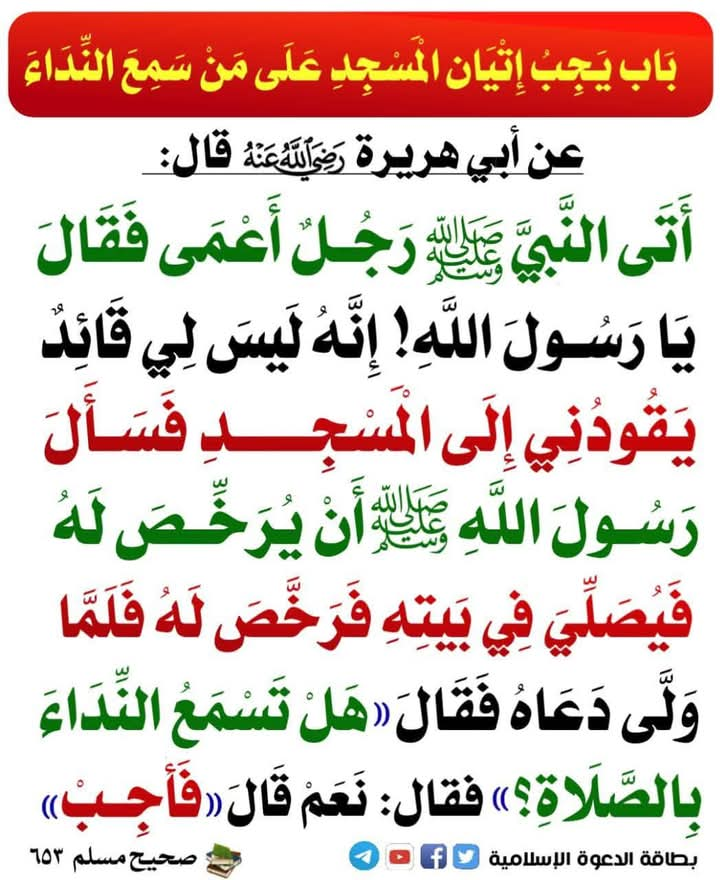 بَاب يَجِبُ إِتْيَان الْمَسْجِدِ عَلَى مَنْ سَمِعَ النِّدَاءَ
عن أبي هريرة رَضِيَ اللَّهُ عَنْهُ قال:
أَتَى النَّبِيَّ صَلَّى اللَّهُ عَلَيْهِ وَسَلَّمَ رَجُلٌ أَعْمَى فَقَالَ
يَا رَسُولَ اللَّهِ! إِنَّهُ لَيسَ لِي قَائِدٌ
يَقُودُنِي إِلَى الْمَسْجِدِ فَسَأَلَ
رَسُولَ اللَّهِ صَلَّى اللَّهُ عَلَيْهِ وَسَلَّمَ أَنْ يُرَخِّصَ لَهُ
فَيُصَلِّيَ فِي بَيتِهِ فَرَخَّصَ لَهُ فَلَمَّا
وَلَّى دَعَاهُ فَقَالَ «هَلْ تَسْمَعُ النِّدَاءَ
بِالصَّلَاةِ؟» فقال: نَعَمْ قَالَ «فَأَجِبْ»
بطاقة الدعوة الإسلامية صحيح مسلم ٦٥٣